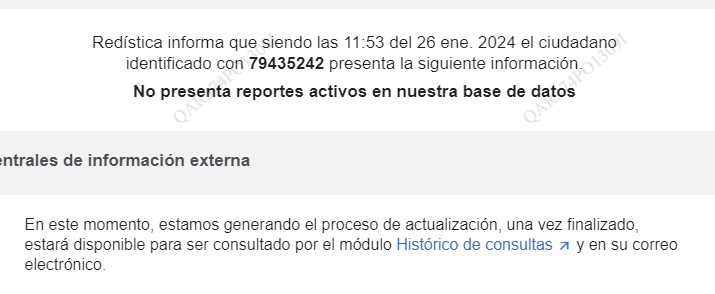 Redística informa que siendo las 11:53 del 26 ene. 2024 el ciudadano
identificado con 79435242 presenta la siguiente información.
No presenta reportes activos en nuestra base de datos
entrales de información externa
En este momento, estamos generando el proceso de actualización, una vez finalizado,
estará disponible para ser consultado por el módulo Histórico de consultas ↗ y en su correo
electrónico.